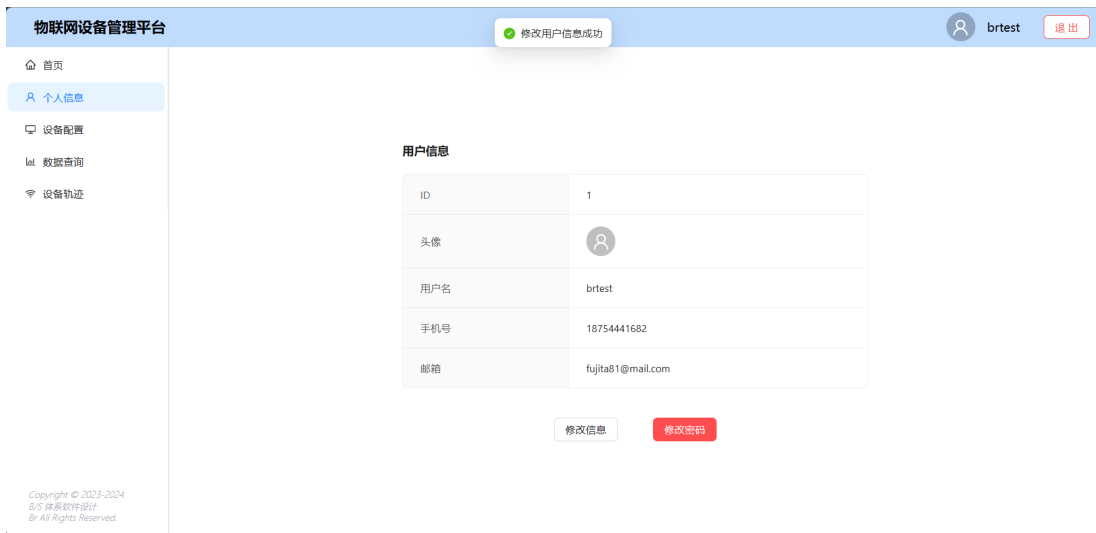 物联网设备管理平台
修改用户信息成功
brtest
退 出
首页
个人信息
设备配置
数据查询
设备轨迹
用户信息
ID 1
头像
用户名 brtest
手机号 18754441682
邮箱 fujita81@mail.com
修改信息 修改密码
Copyright © 2023-2024
B/S 体系软件设计
Br All Rights Reserved.